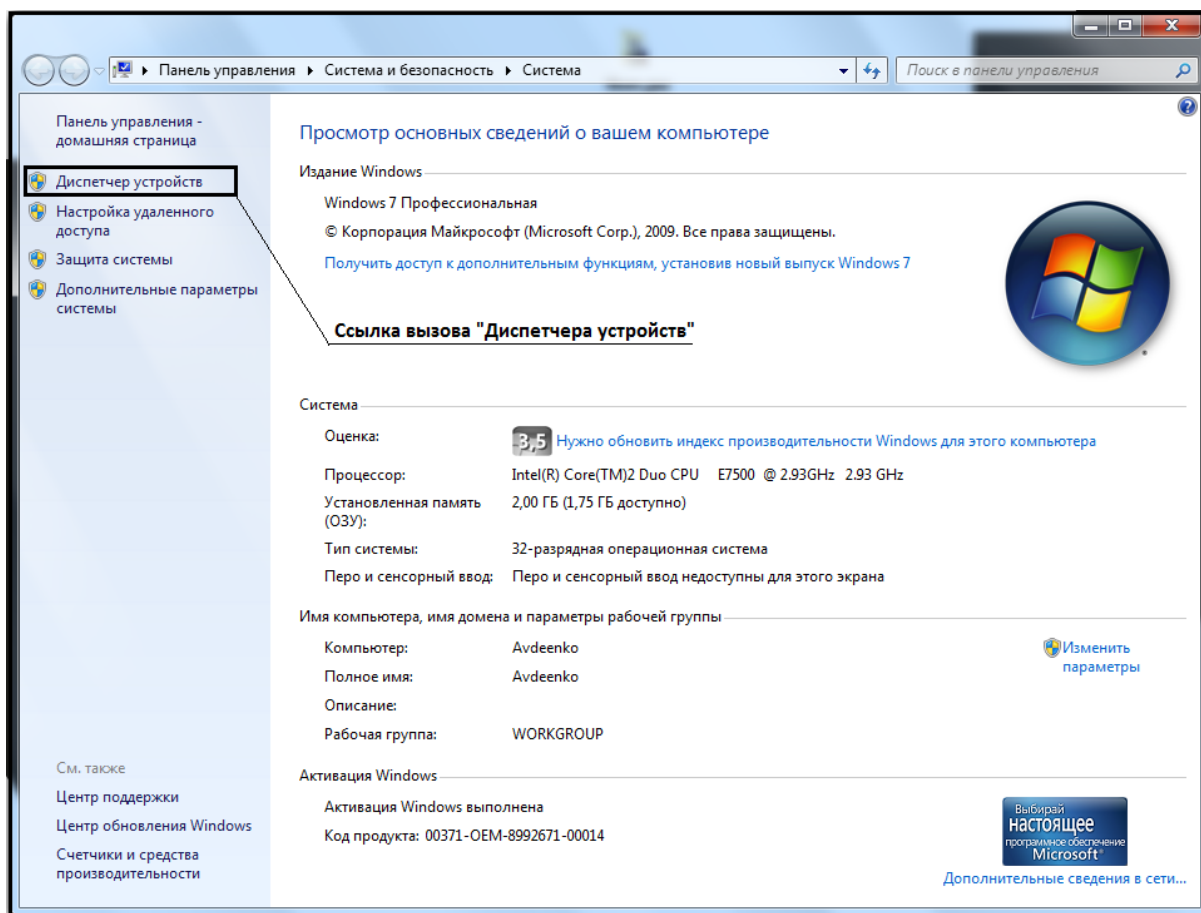 Панель управления ▸ Система и безопасность ▸ Система
Поиск в панели управления
Панель управления -
домашняя страница
Диспетчер устройств
Настройка удаленного
доступа
Защита системы
Дополнительные параметры
системы
См. также
Центр поддержки
Центр обновления Windows
Счетчики и средства
производительности
Просмотр основных сведений о вашем компьютере
Издание Windows
Windows 7 Профессиональная
© Корпорация Майкрософт (Microsoft Corp.), 2009. Все права защищены.
Получить доступ к дополнительным функциям, установив новый выпуск Windows 7
Ссылка вызова "Диспетчера устройств"
Система
Оценка: 3,5 Нужно обновить индекс производительности Windows для этого компьютера
Процессор: Intel(R) Core(TM)2 Duo CPU E7500 @ 2.93GHz 2.93 GHz
Установленная память 2,00 ГБ (1,75 ГБ доступно)
(ОЗУ):
Тип системы: 32-разрядная операционная система
Перо и сенсорный ввод: Перо и сенсорный ввод недоступны для этого экрана
Имя компьютера, имя домена и параметры рабочей группы
Компьютер: Avdeenko
Изменить
параметры
Полное имя: Avdeenko
Описание:
Рабочая группа: WORKGROUP
Активация Windows
Активация Windows выполнена
Код продукта: 00371-OEM-8992671-00014
Выбирай
настоящее
программное обеспечение
Microsoft®
Дополнительные сведения в сети...